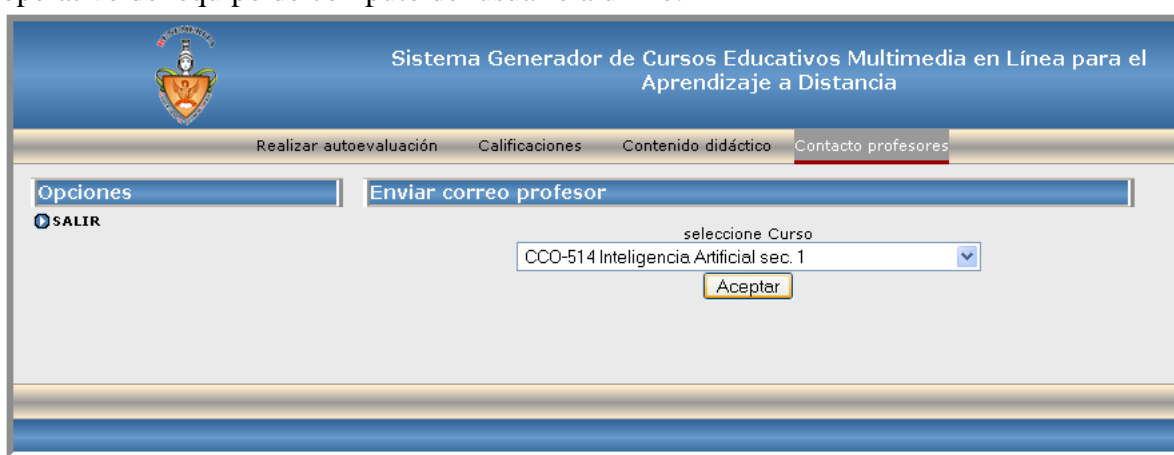 Sistema Generador de Cursos Educativos Multimedia en Línea para el
Aprendizaje a Distancia
Realizar autoevaluación Calificaciones Contenido didáctico Contacto profesores
Opciones
Enviar correo profesor
SALIR
seleccione Curso
CCO-514 Inteligencia Artificial sec. 1
Aceptar